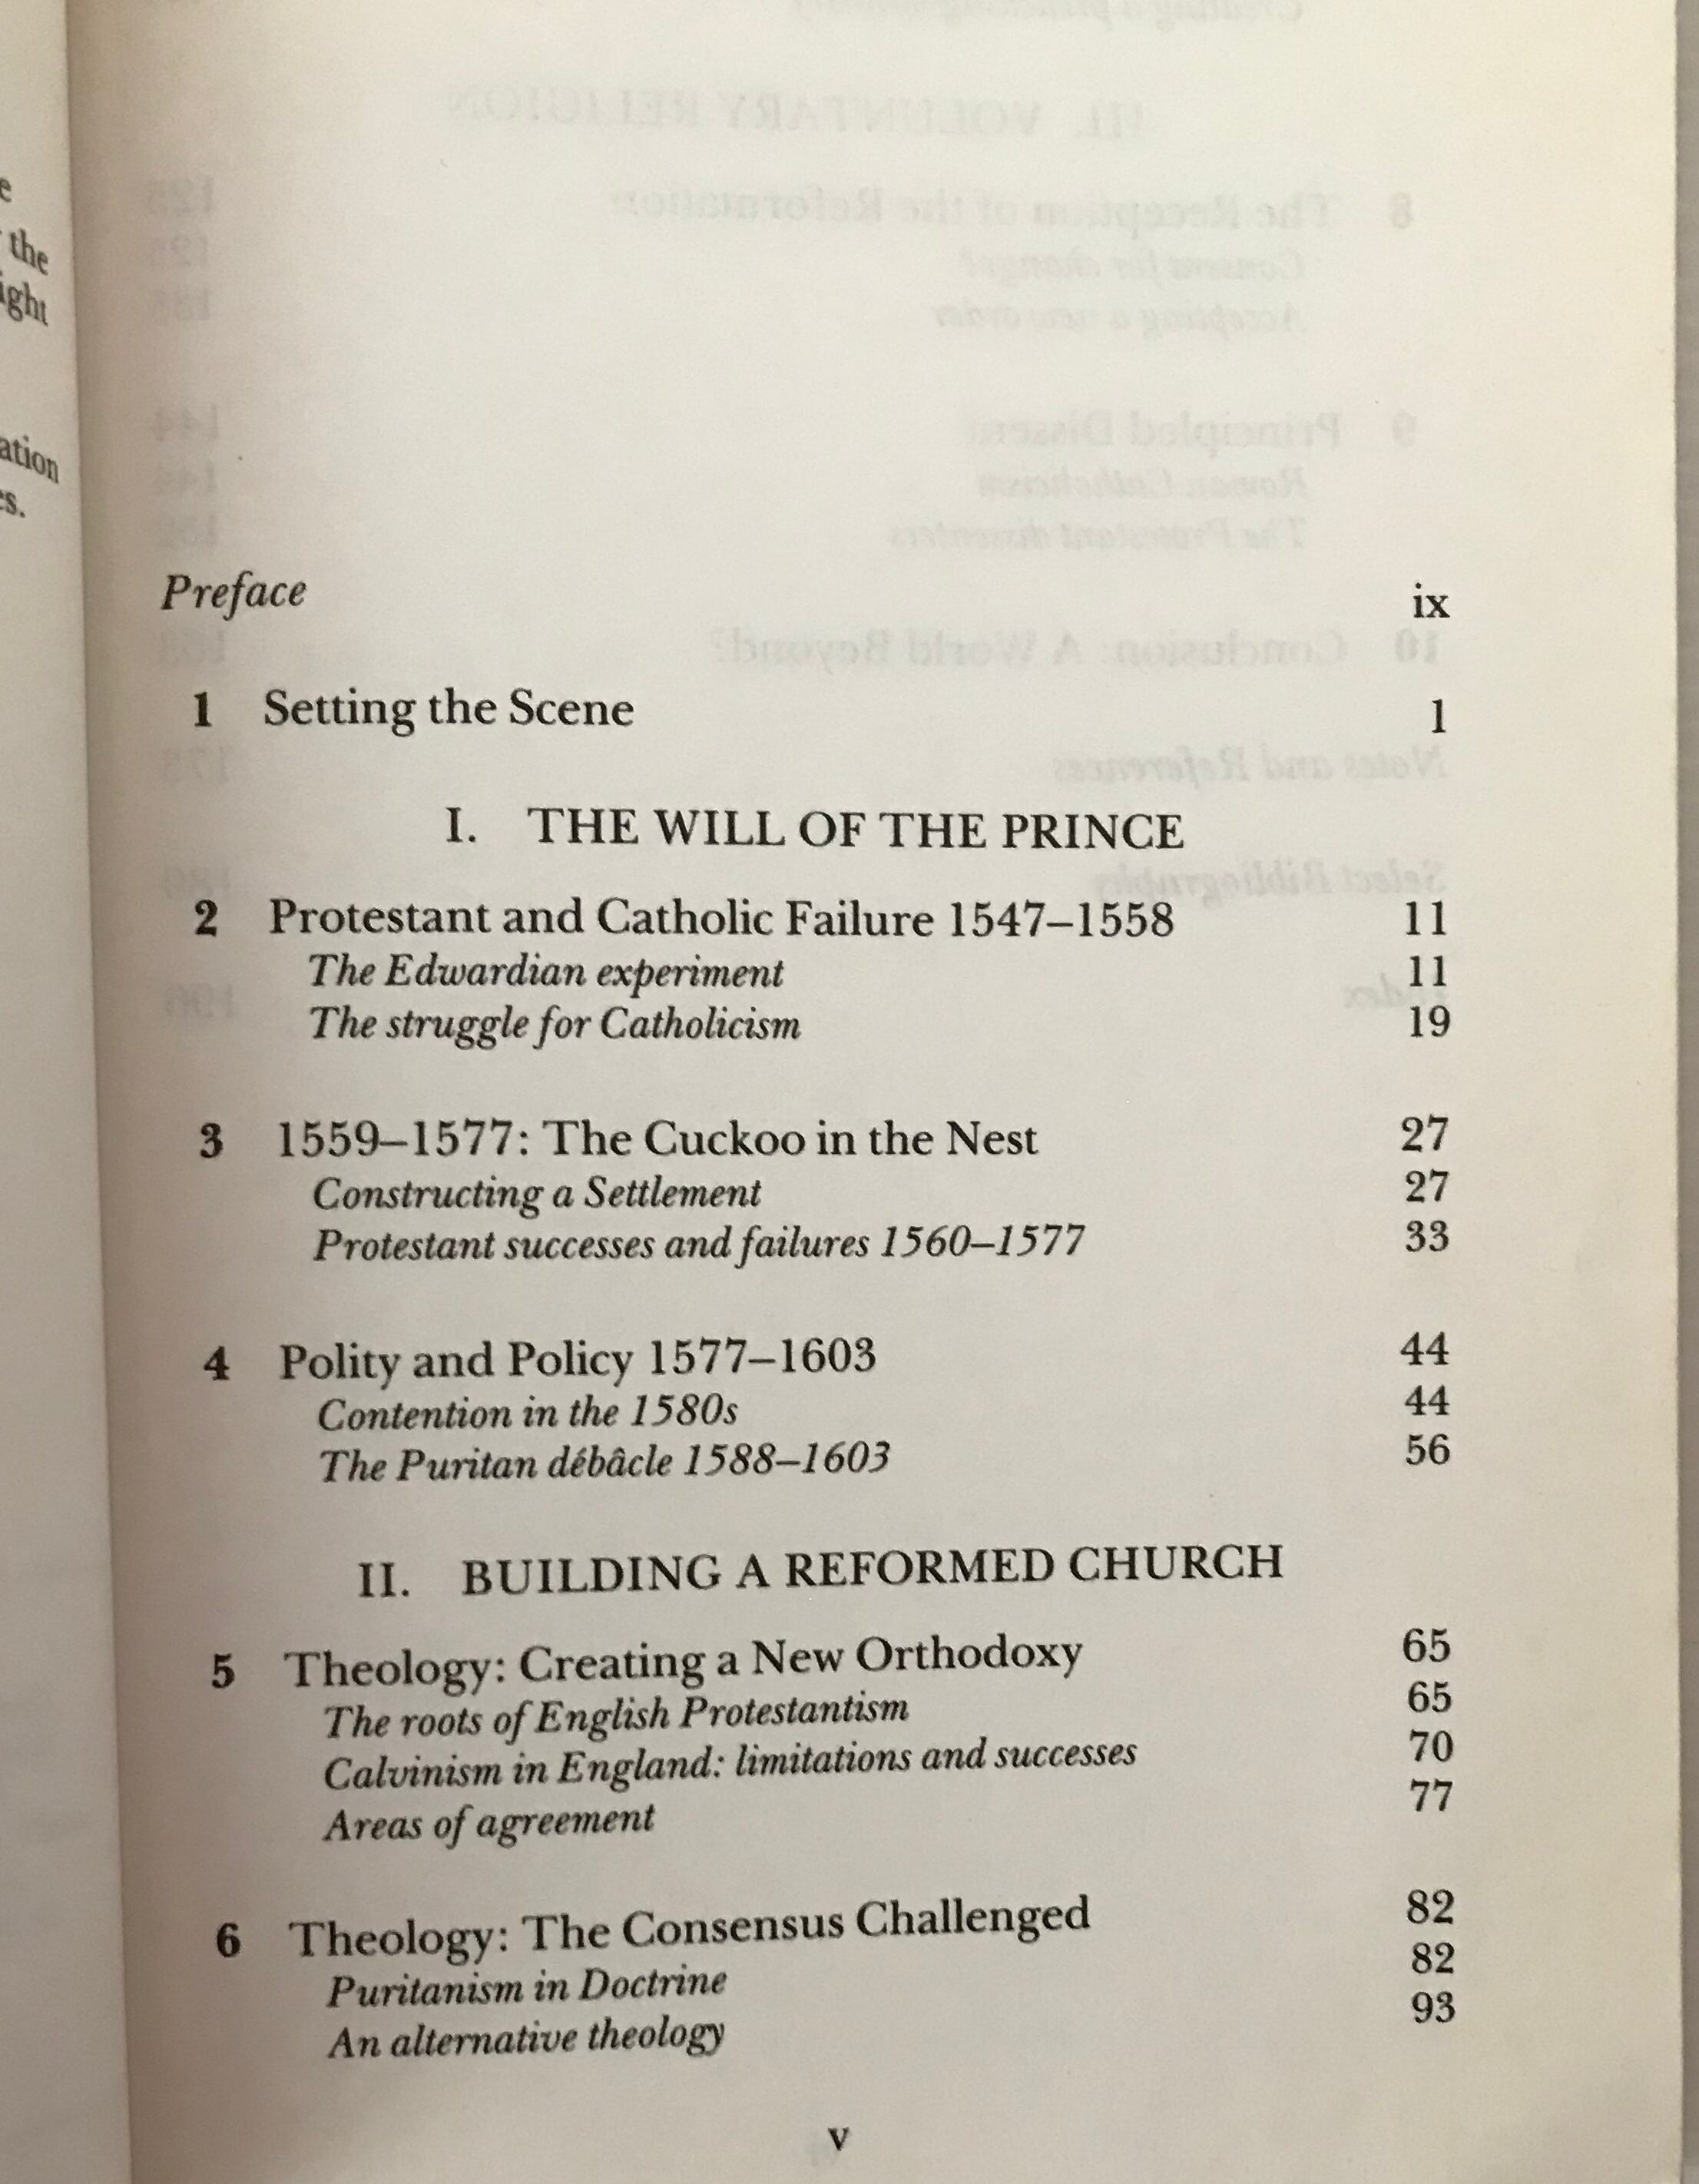 the
ight
ation
es.
Preface ix
1 Setting the Scene 1
I. THE WILL OF THE PRINCE
2 Protestant and Catholic Failure 1547–1558 11
The Edwardian experiment 11
The struggle for Catholicism 19
3 1559–1577: The Cuckoo in the Nest 27
Constructing a Settlement 27
Protestant successes and failures 1560–1577 33
4 Polity and Policy 1577–1603 44
Contention in the 1580s 44
The Puritan débâcle 1588–1603 56
II. BUILDING A REFORMED CHURCH
5 Theology: Creating a New Orthodoxy 65
The roots of English Protestantism 65
Calvinism in England: limitations and successes 70
Areas of agreement 77
6 Theology: The Consensus Challenged 82
Puritanism in Doctrine 82
An alternative theology 93
v